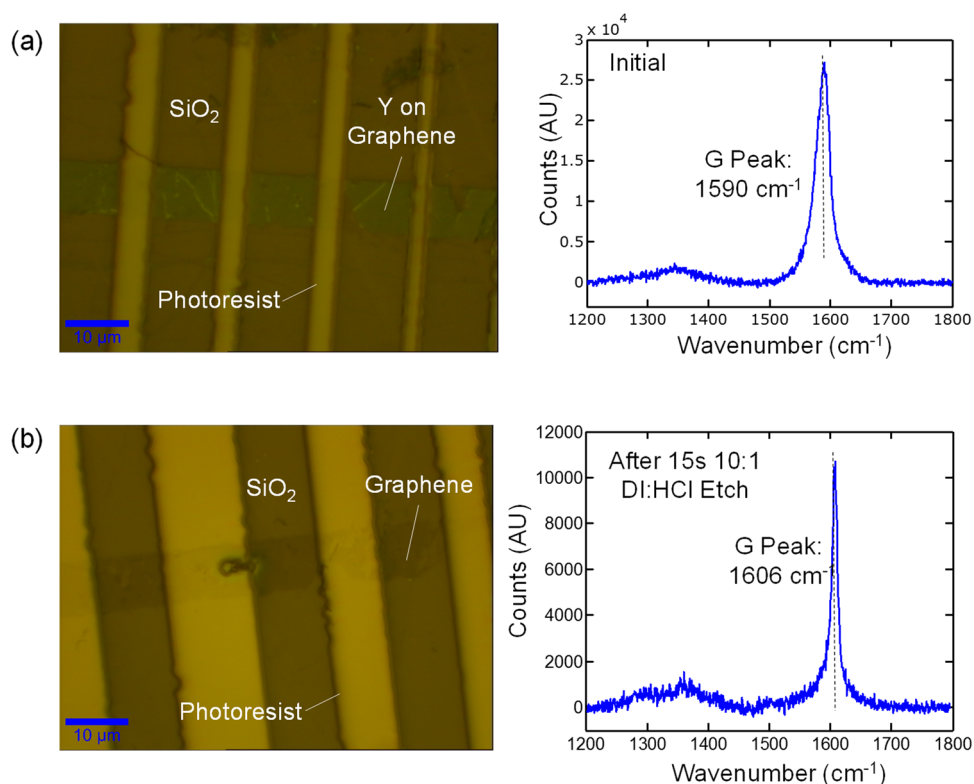 (a)
SiO₂
Y on
Graphene
Photoresist
10 µm
3 x 10⁴
2.5
2
1.5
1
0.5
0
Counts (AU)
Initial
G Peak:
1590 cm⁻¹
1200 1300 1400 1500 1600 1700 1800
Wavenumber (cm⁻¹)
(b)
SiO₂
Graphene
Photoresist
10 µm
12000
10000
8000
6000
4000
2000
0
Counts (AU)
After 15s 10:1
DI:HCl Etch
G Peak:
1606 cm⁻¹
1200 1300 1400 1500 1600 1700 1800
Wavenumber (cm⁻¹)